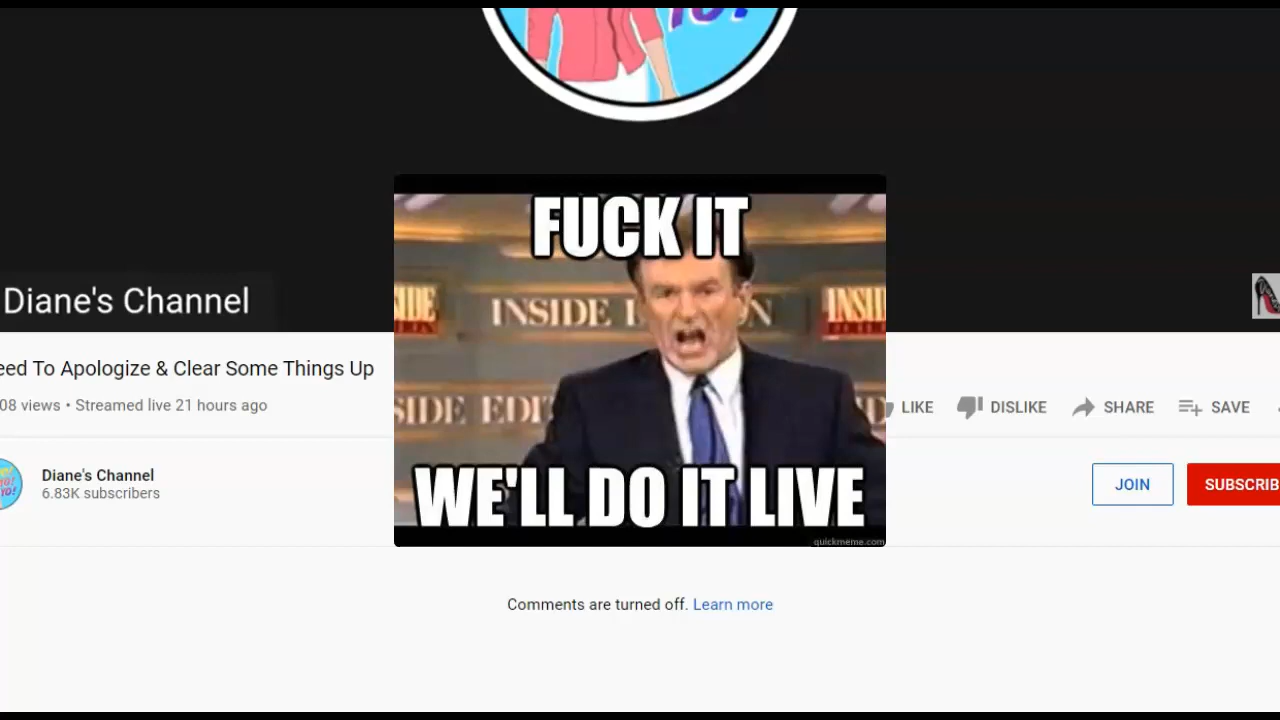 YO!
FUCK IT
INSIDE
Diane's Channel
eed To Apologize & Clear Some Things Up
08 views • Streamed live 21 hours ago
LIKE
DISLIKE
SHARE
SAVE
Diane's Channel
6.83K subscribers
JOIN
SUBSCRIB
WE'LL DO IT LIVE
quickmeme.com
Comments are turned off. Learn more